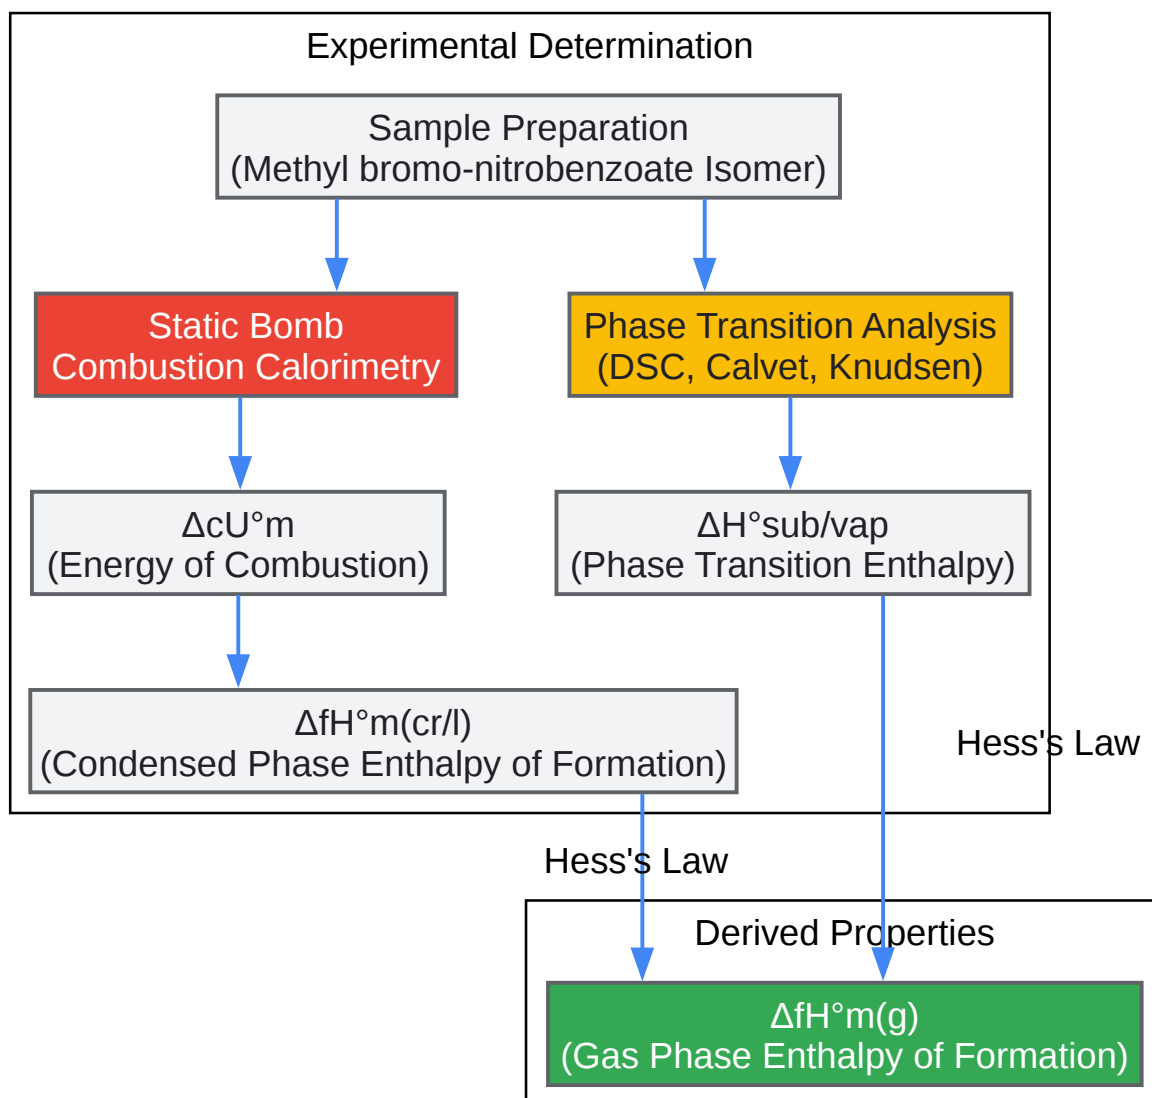 Experimental Determination
Sample Preparation
(Methyl bromo-nitrobenzoate Isomer)
Static Bomb
Combustion Calorimetry
Phase Transition Analysis
(DSC, Calvet, Knudsen)
ΔcU°m
(Energy of Combustion)
ΔH°sub/vap
(Phase Transition Enthalpy)
ΔfH°m(cr/l)
(Condensed Phase Enthalpy of Formation)
Hess's Law
Hess's Law
Derived Properties
ΔfH°m(g)
(Gas Phase Enthalpy of Formation)